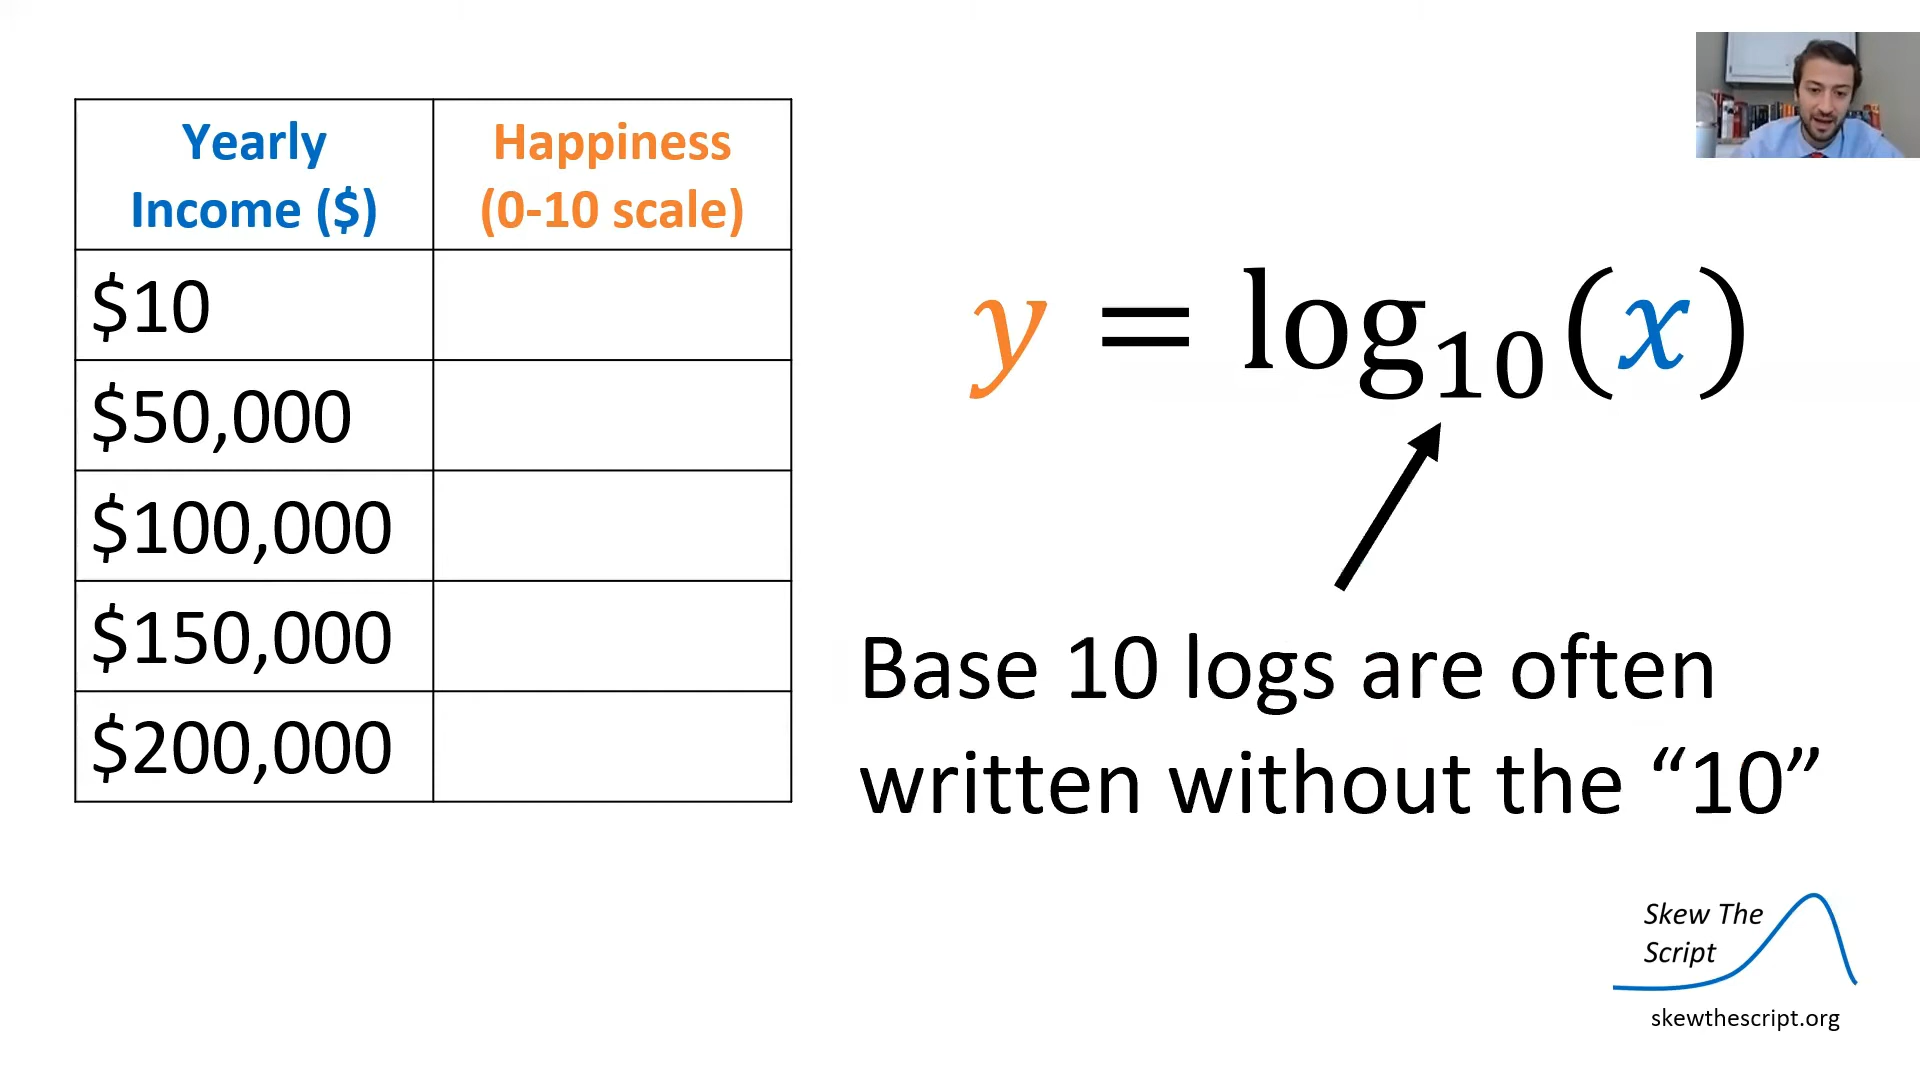 Yearly
Income ($)
Happiness
(0-10 scale)
$10
$50,000
$100,000
$150,000
$200,000
y = log₁₀(x)
Base 10 logs are often
written without the “10”
Skew The
Script
skewthescript.org